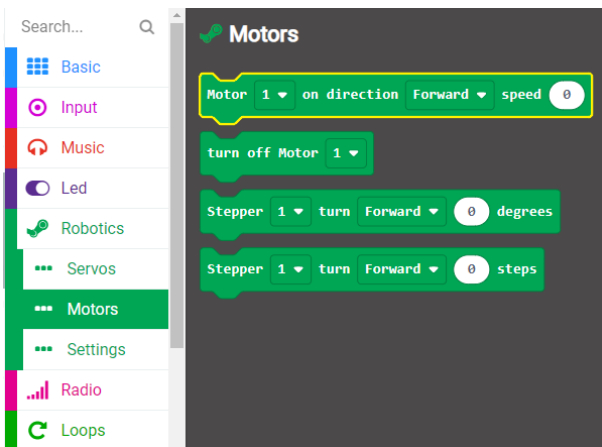 Search...
Basic
Input
Music
Led
Robotics
Servos
Motors
Settings
Radio
Loops
Motors
Motor 1 on direction Forward speed 0
turn off Motor 1
Stepper 1 turn Forward 0 degrees
Stepper 1 turn Forward 0 steps